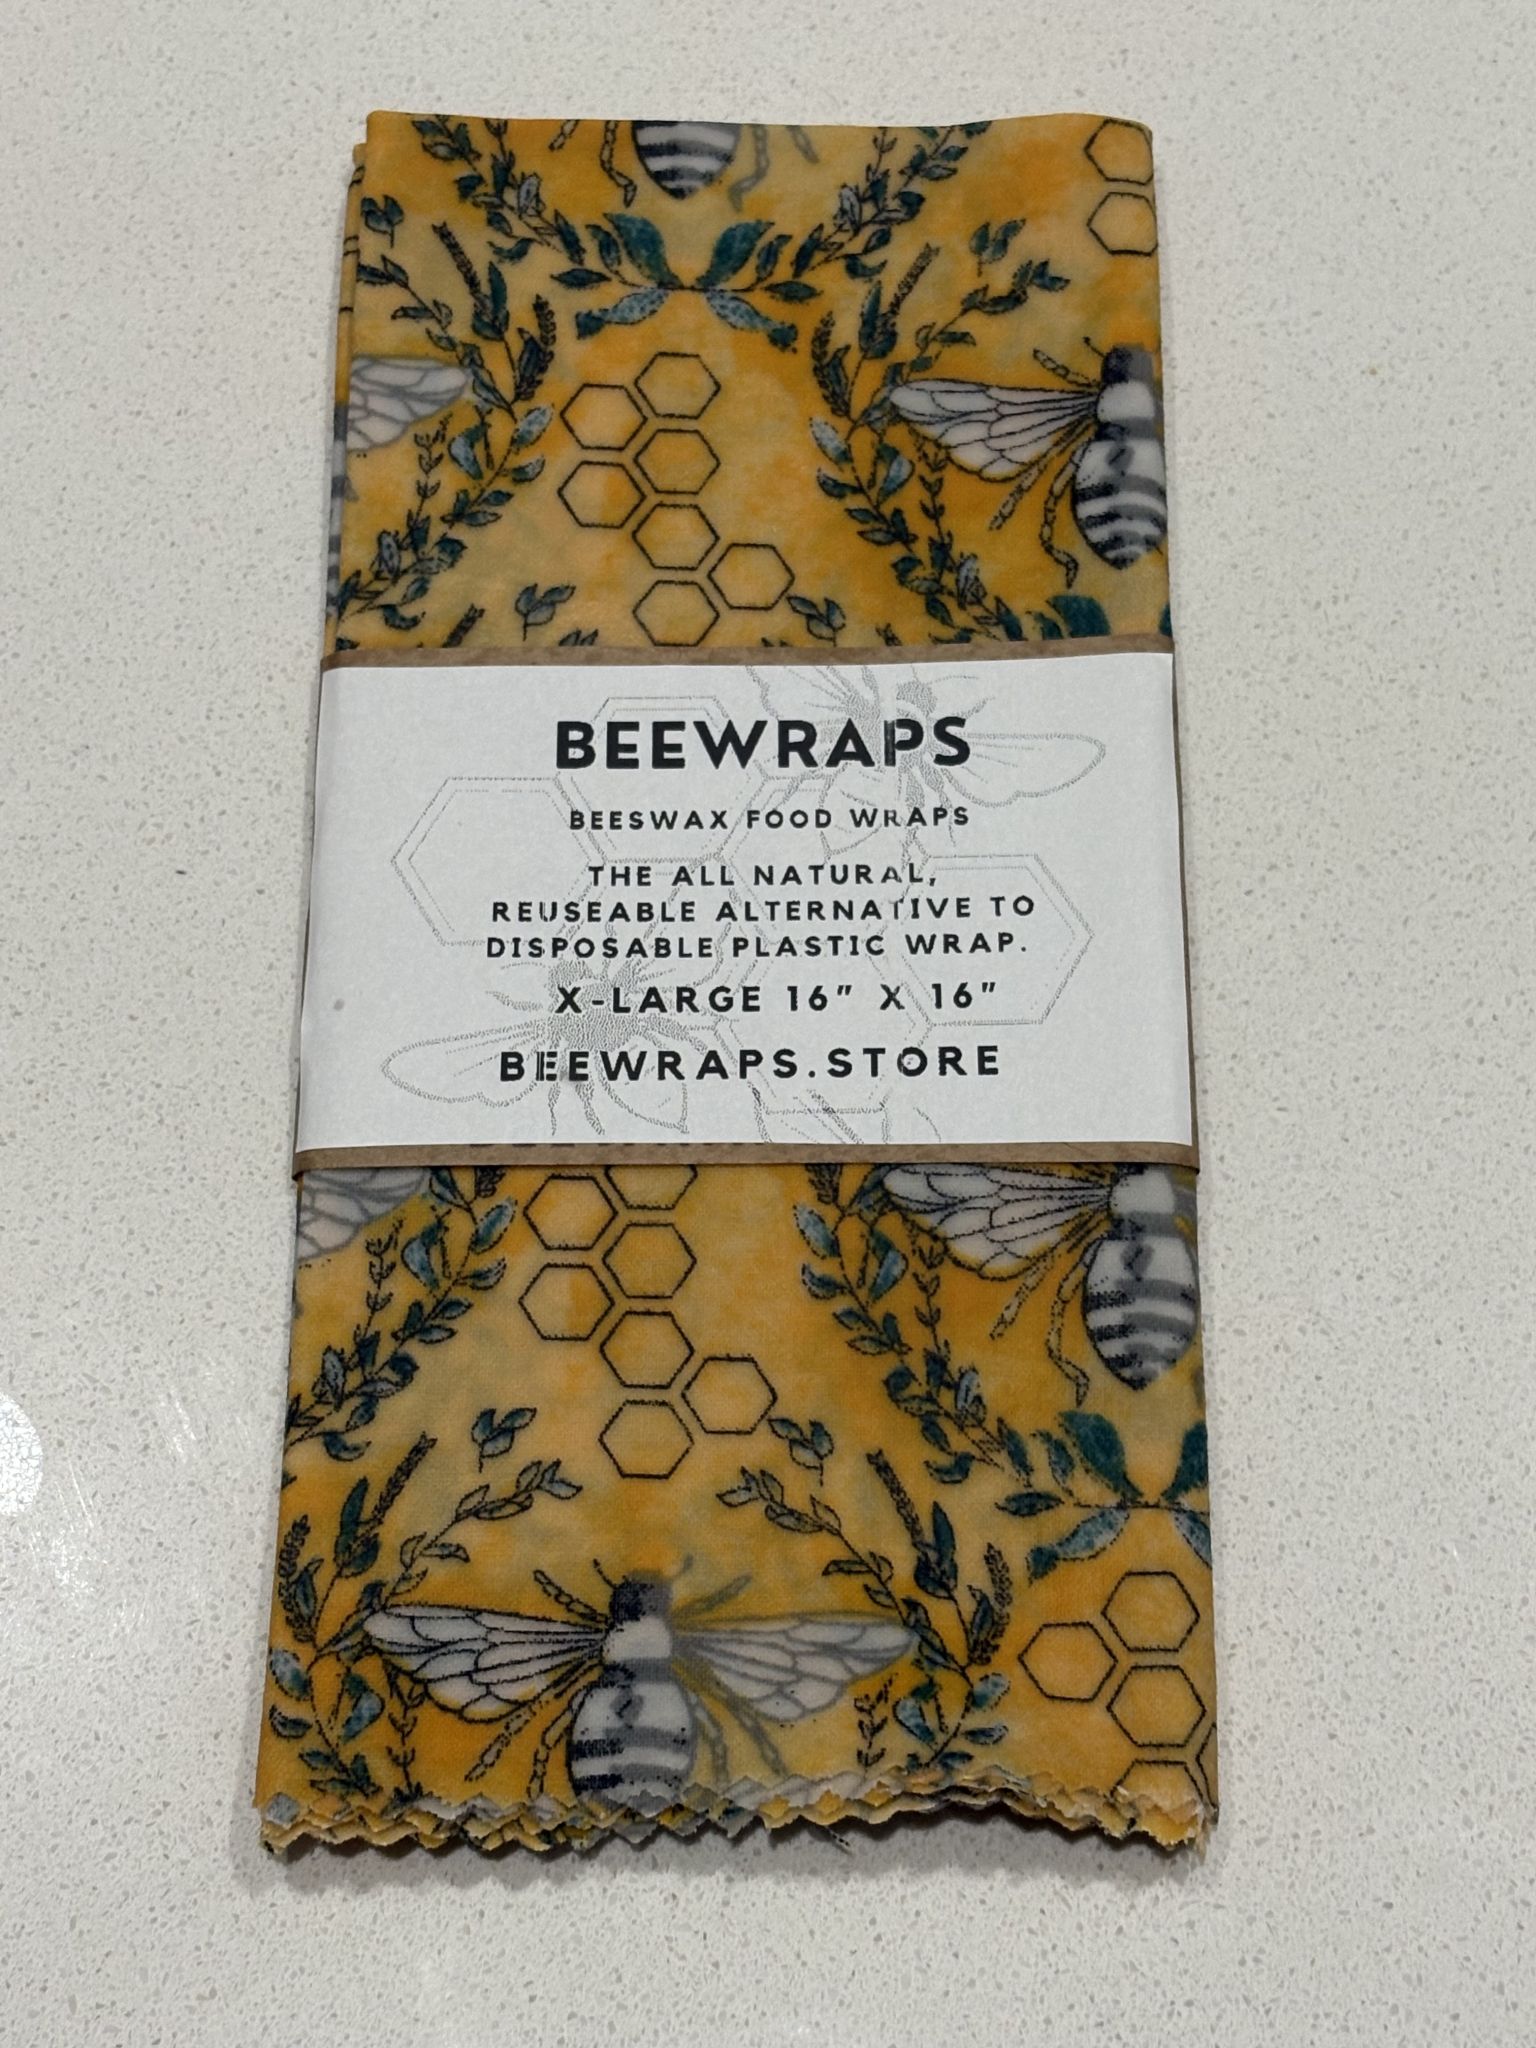 BEEWRAPS
BEESWAX FOOD WRAPS
THE ALL NATURAL,
REUSEABLE ALTERNATIVE TO
DISPOSABLE PLASTIC WRAP.
X-LARGE 16" X 16"
BEEWRAPS.STORE